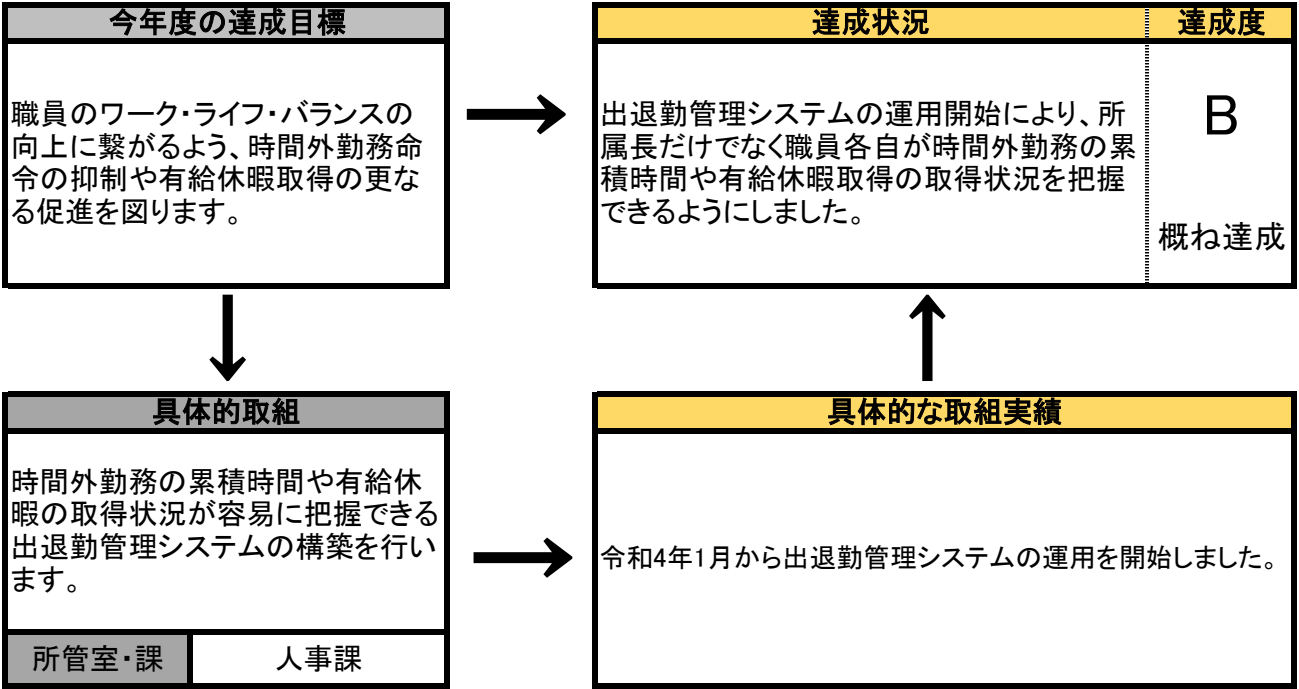 今年度の達成目標
職員のワーク・ライフ・バランスの
向上に繋がるよう、時間外勤務命
令の抑制や有給休暇取得の更な
る促進を図ります。
達成状況
達成度
出退勤管理システムの運用開始により、所
属長だけでなく職員各自が時間外勤務の累
積時間や有給休暇取得の取得状況を把握
できるようにしました。
B
概ね達成
具体的取組
時間外勤務の累積時間や有給休
暇の取得状況が容易に把握できる
出退勤管理システムの構築を行い
ます。
所管室・課
人事課
具体的な取組実績
令和4年1月から出退勤管理システムの運用を開始しました。